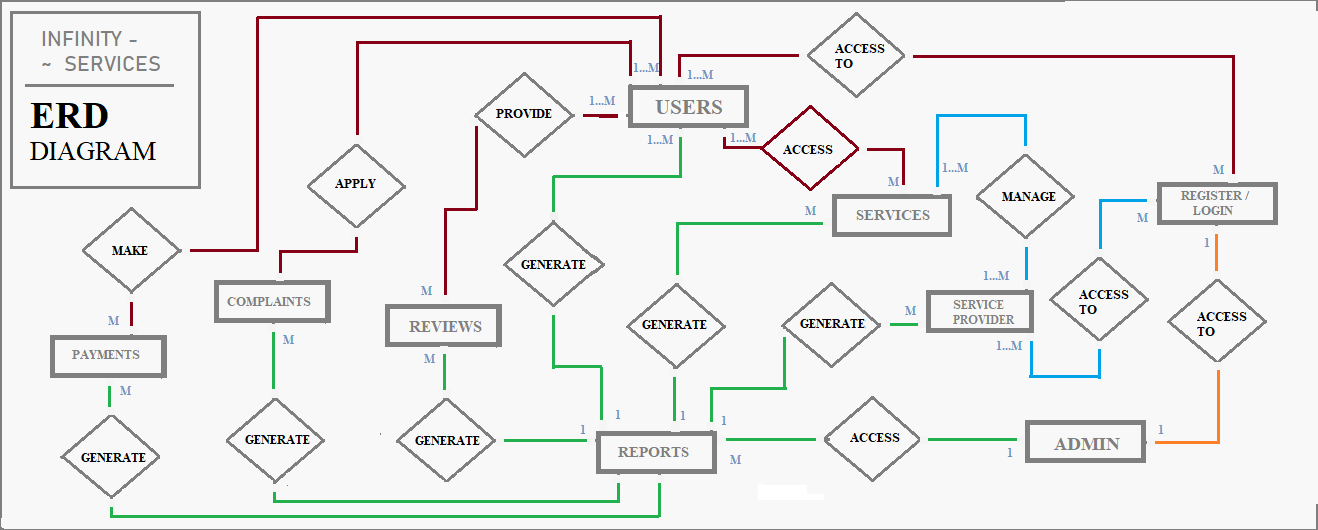 INFINITY -
~ SERVICES
ERD
DIAGRAM
ACCESS
TO
1...M
1...M
PROVIDE
1...M
USERS
1...M
1...M
ACCESS
M
1...M
M
APPLY
MANAGE
REGISTER /
LOGIN
M
SERVICES
M
MAKE
1
GENERATE
1...M
COMPLAINTS
M
SERVICE
PROVIDER
ACCESS
TO
ACCESS
TO
M
REVIEWS
GENERATE
GENERATE
M
M
1...M
PAYMENTS
M
M
1
1
1
1
GENERATE
GENERATE
GENERATE
REPORTS
M
ACCESS
1
ADMIN
1